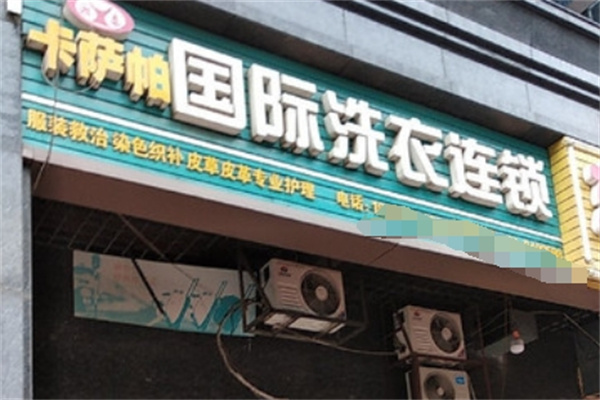 卡萨帕国际洗衣连锁
服装救治 染色织补 皮草皮革专业护理 电话:1